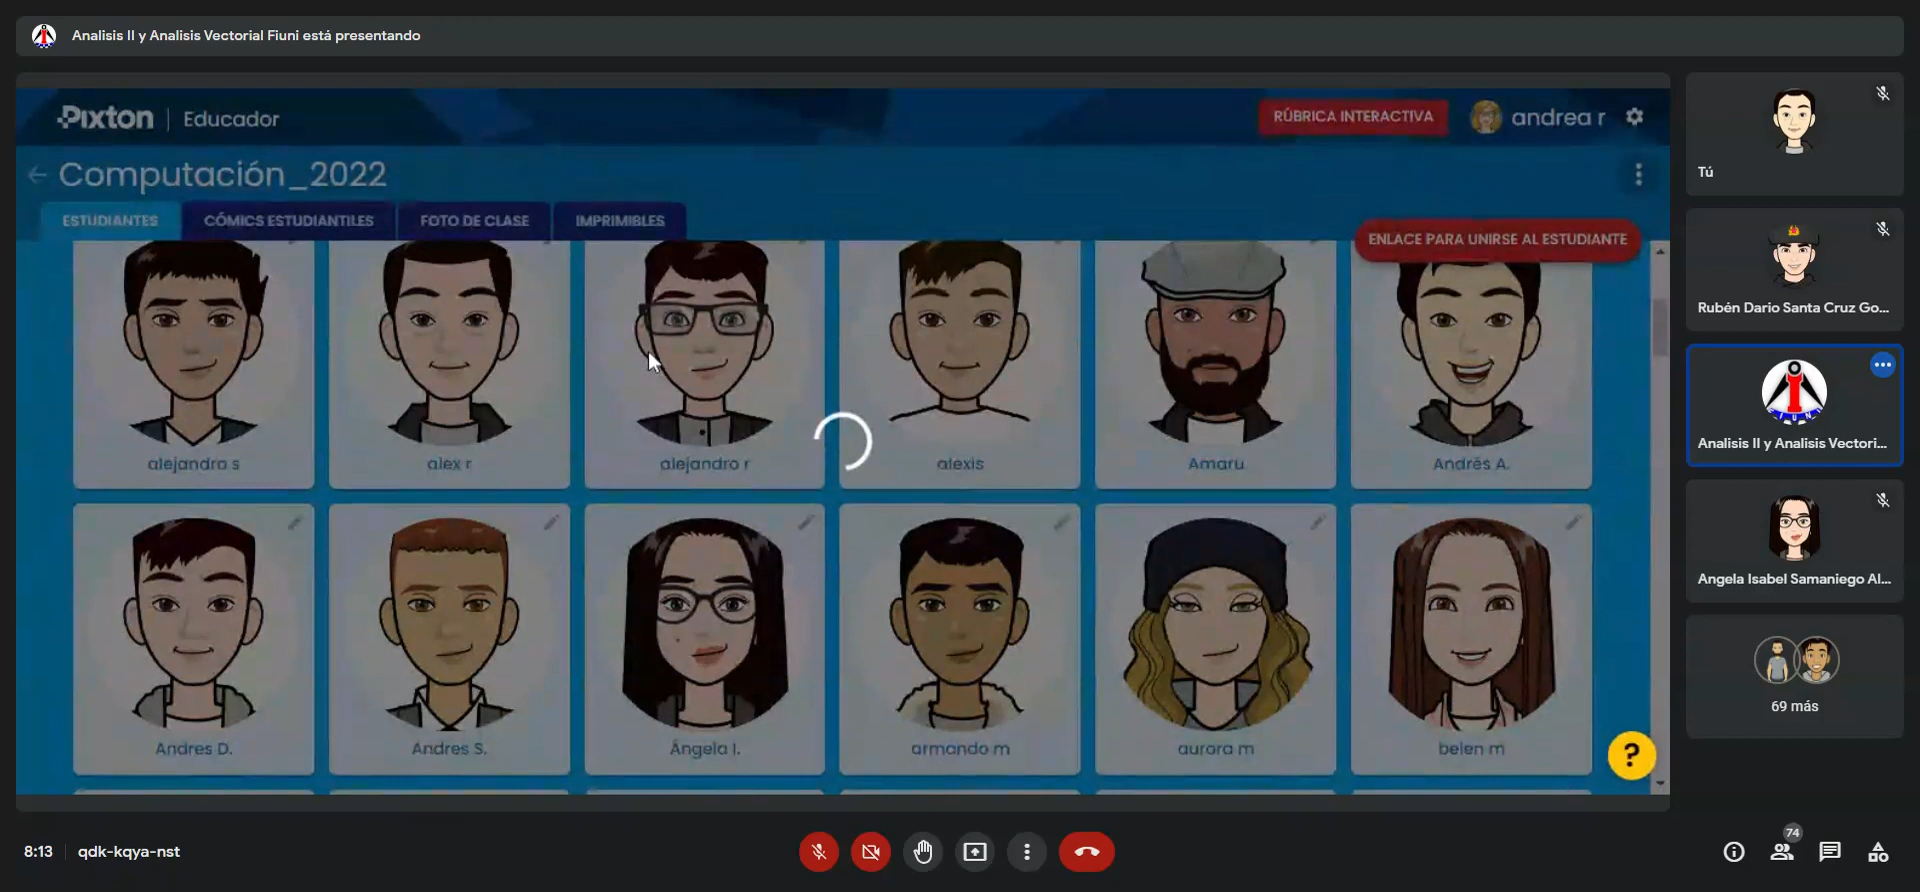 Analisis II y Analisis Vectorial Fiuni está presentando
Pixton | Educador
RÚBRICA INTERACTIVA
andrea r
Computación_2022
ESTUDIANTES
CÓMICS ESTUDIANTILES
FOTO DE CLASE
IMPRIMIBLES
ENLACE PARA UNIRSE AL ESTUDIANTE
alejandro s
alex r
alejandro r
alexis
Amaru
Andrés A.
Andres D.
Andres S.
Ángela I.
armando m
aurora m
belen m
?
Tú
Rubén Dario Santa Cruz Go...
Analisis II y Analisis Vectori...
Angela Isabel Samaniego Al...
69 más
8:13
qdk-kqya-nst
74